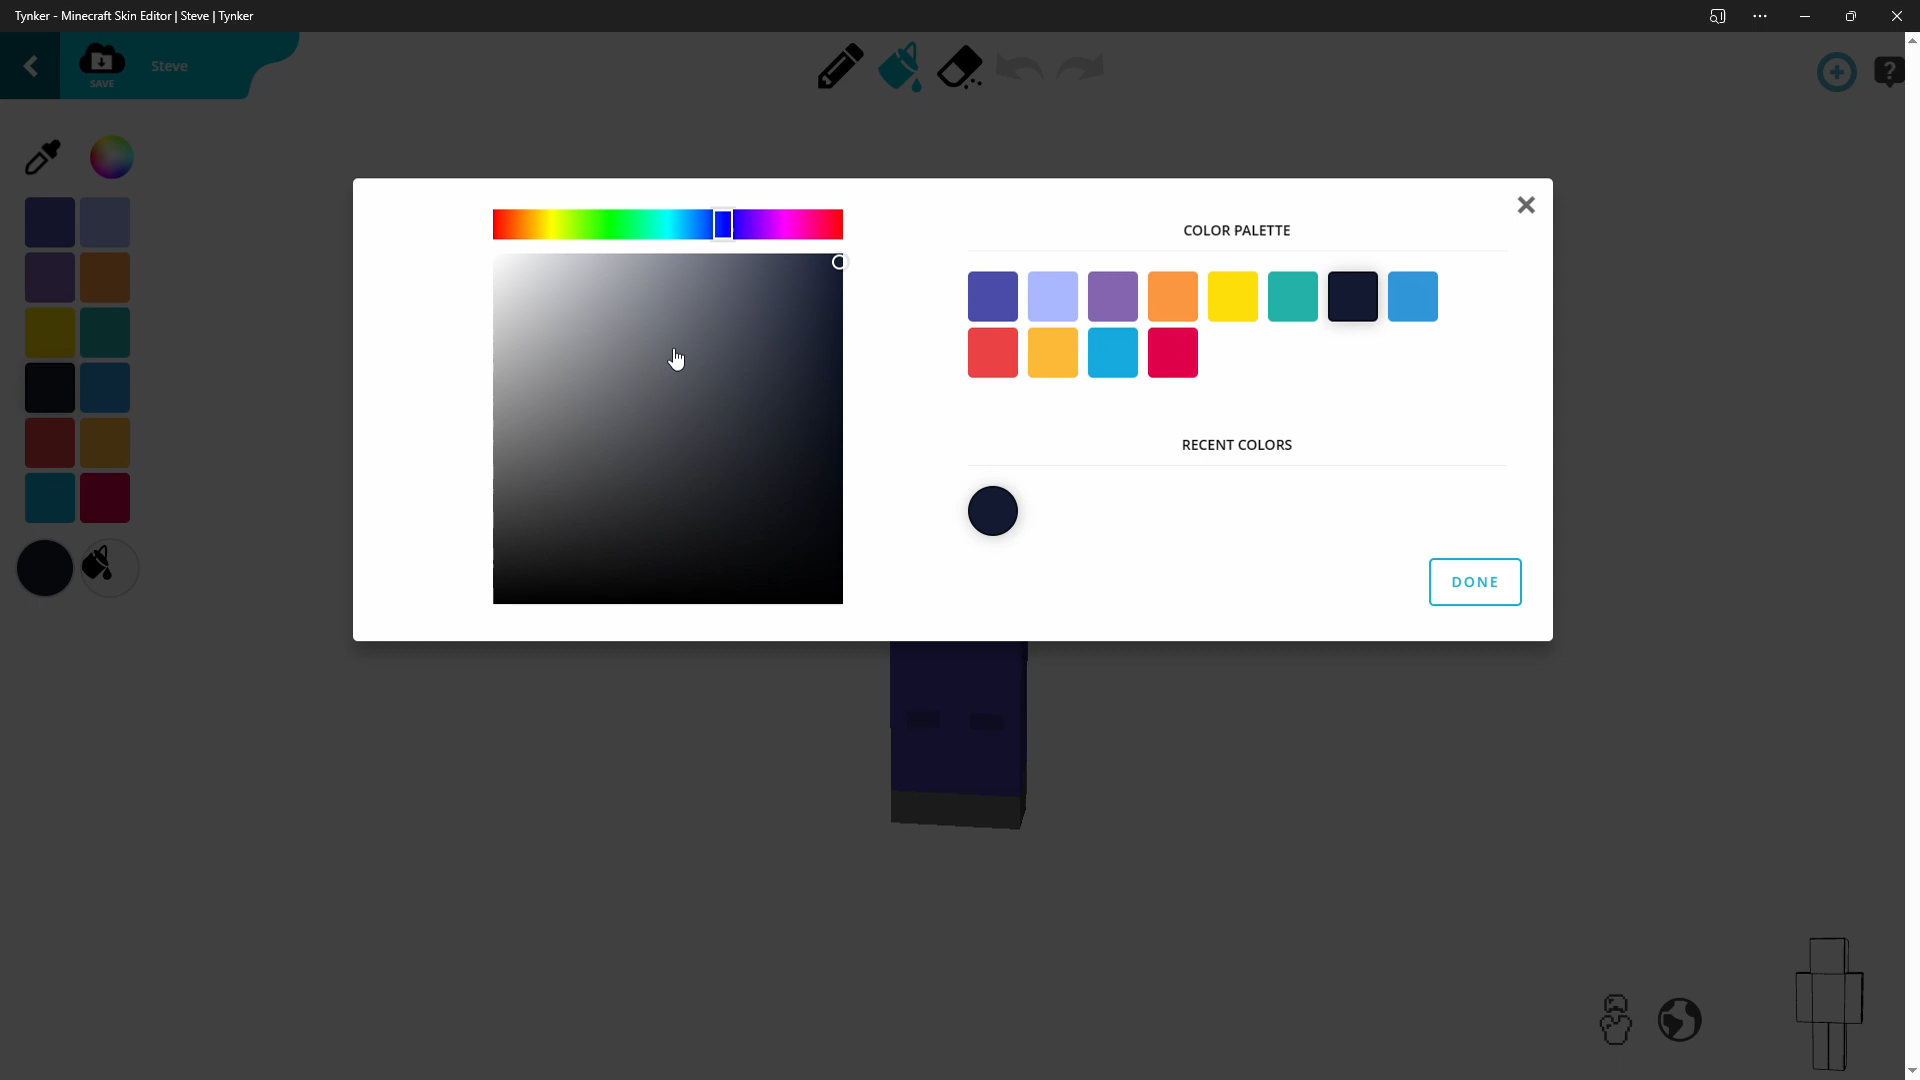 Tynker - Minecraft Skin Editor | Steve | Tynker
SAVE
Steve
?
COLOR PALETTE
RECENT COLORS
DONE